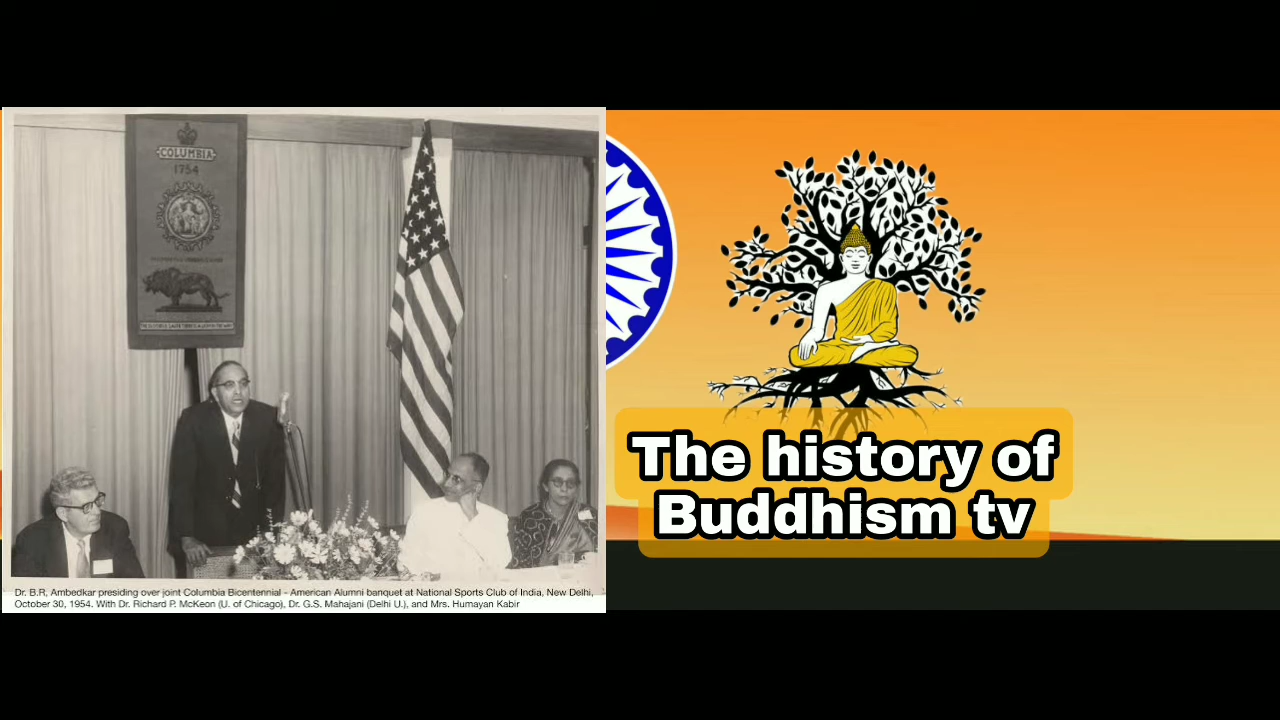 COLUMBIA
1754
Dr. B.R, Ambedkar presiding over joint Columbia Bicentennial - American Alumni banquet at National Sports Club of India, New Delhi,
October 30, 1954. With Dr. Richard P. McKeon (U. of Chicago), Dr. G.S. Mahajani (Delhi U.), and Mrs. Humayan Kabir
The history of
Buddhism tv